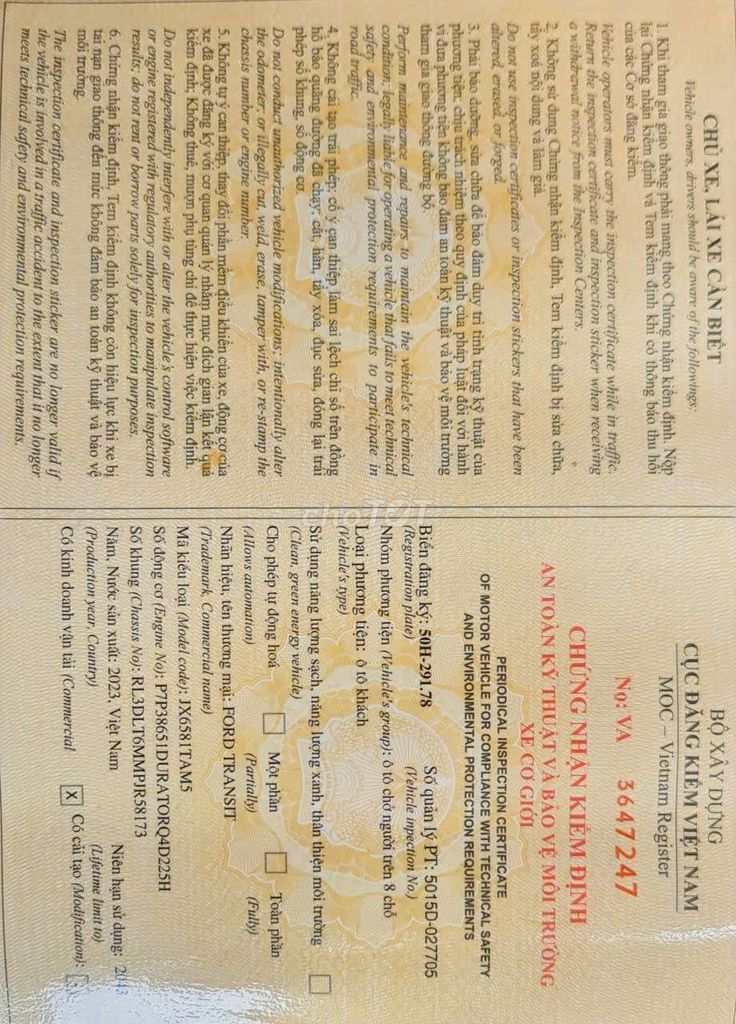 CHỦ XE, LÁI XE CẦN BIẾT
Vehicle owners, drivers should be aware of the followings:
1. Khi tham gia giao thông phải mang theo Chứng nhận kiểm định. Nộp
lại Chứng nhận kiểm định và Tem kiểm định khi có thông báo thu hồi
của các Cơ sở đăng kiểm.
Vehicle operators must carry the inspection certificate while in traffic.
Return the inspection certificate and inspection sticker when receiving
a withdrawal notice from the Inspection Centers.
2. Không sử dụng Chứng nhận kiểm định, Tem kiểm định bị sửa chữa,
tẩy xoá nội dung và làm giả.
Do not use inspection certificates or inspection stickers that have been
altered, erased, or forged.
3. Phải bảo dưỡng, sửa chữa để bảo đảm duy trì tình trạng kỹ thuật của
phương tiện; chịu trách nhiệm theo quy định của pháp luật đối với hành
vi đưa phương tiện không bảo đảm an toàn kỹ thuật và bảo vệ môi trường
tham gia giao thông đường bộ.
Perform maintenance and repairs to maintain the vehicle's technical
condition; legally liable for operating a vehicle that fails to meet technical
safety and environmental protection requirements to participate in
road traffic.
4. Không cải tạo trái phép; cố ý can thiệp làm sai lệch chỉ số trên đồng
hồ báo quãng đường đã chạy; cắt, hàn, tẩy xóa, đục sửa, đóng lại trái
phép số khung, số động cơ.
Do not conduct unauthorized vehicle modifications; intentionally alter
the odometer, or illegally cut, weld, erase, tamper with, or re-stamp the
chassis number or engine number.
5. Không tự ý can thiệp, thay đổi phần mềm điều khiển của xe, động cơ của
xe đã được đăng ký với cơ quan quản lý nhằm mục đích gian lận kết quả
kiểm định; Không thuê, mượn phụ tùng chỉ để thực hiện việc kiểm định.
Do not independently interfere with or alter the vehicle's control software
or engine registered with regulatory authorities to manipulate inspection
results; do not rent or borrow parts solely for inspection purposes.
6. Chứng nhận kiểm định, Tem kiểm định không còn hiệu lực khi xe bị
tai nạn giao thông đến mức không đảm bảo an toàn kỹ thuật và bảo vệ
môi trường.
The inspection certificate and inspection sticker are no longer valid if
the vehicle is involved in a traffic accident to the extent that it no longer
meets technical safety and environmental protection requirements.
choTỐT
BỘ XÂY DỰNG
CỤC ĐĂNG KIỂM VIỆT NAM
MOC – Vietnam Register
No: VA 3647247
CHỨNG NHẬN KIỂM ĐỊNH
AN TOÀN KỸ THUẬT VÀ BẢO VỆ MÔI TRƯỜNG
XE CƠ GIỚI
PERIODICAL INSPECTION CERTIFICATE
OF MOTOR VEHICLE FOR COMPLIANCE WITH TECHNICAL SAFETY
AND ENVIRONMENTAL PROTECTION REQUIREMENTS
Biển đăng ký: 50H-291.78 Số quản lý PT: 5015D-027705
(Registration plate) (Vehicle inpection No.)
Nhóm phương tiện (Vehicle's group): ô tô chở người trên 8 chỗ
Loại phương tiện: ô tô khách
(Vehicle's type)
Sử dụng năng lượng sạch, năng lượng xanh, thân thiện môi trường
(Clean, green energy vehicle)
Cho phép tự động hoá Một phần Toàn phần
(Allows automation) (Partially) (Fully)
Nhãn hiệu, tên thương mại: FORD TRANSIT
(Trademark, Commercial name)
Mã kiểu loại (Model code): JX6581TAM5
Số động cơ (Engine No): P7P38651DURATORQ4D225H
Số khung (Chassis No): RL3DLT6MMPJR58173
Năm, Nước sản xuất: 2023, Việt Nam Niên hạn sử dụng: 2043
(Production year, Country) (Lifetime limit to)
Có kinh doanh vận tải (Commercial X Có cải tạo (Modification):